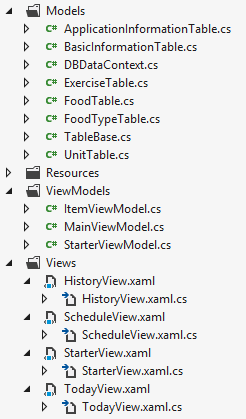 Models
C# ApplicationInformationTable.cs
C# BasicInformationTable.cs
C# DBDataContext.cs
C# ExerciseTable.cs
C# FoodTable.cs
C# FoodTypeTable.cs
C# TableBase.cs
C# UnitTable.cs
Resources
ViewModels
C# ItemViewModel.cs
C# MainViewModel.cs
C# StarterViewModel.cs
Views
HistoryView.xaml
HistoryView.xaml.cs
ScheduleView.xaml
ScheduleView.xaml.cs
StarterView.xaml
StarterView.xaml.cs
TodayView.xaml
TodayView.xaml.cs